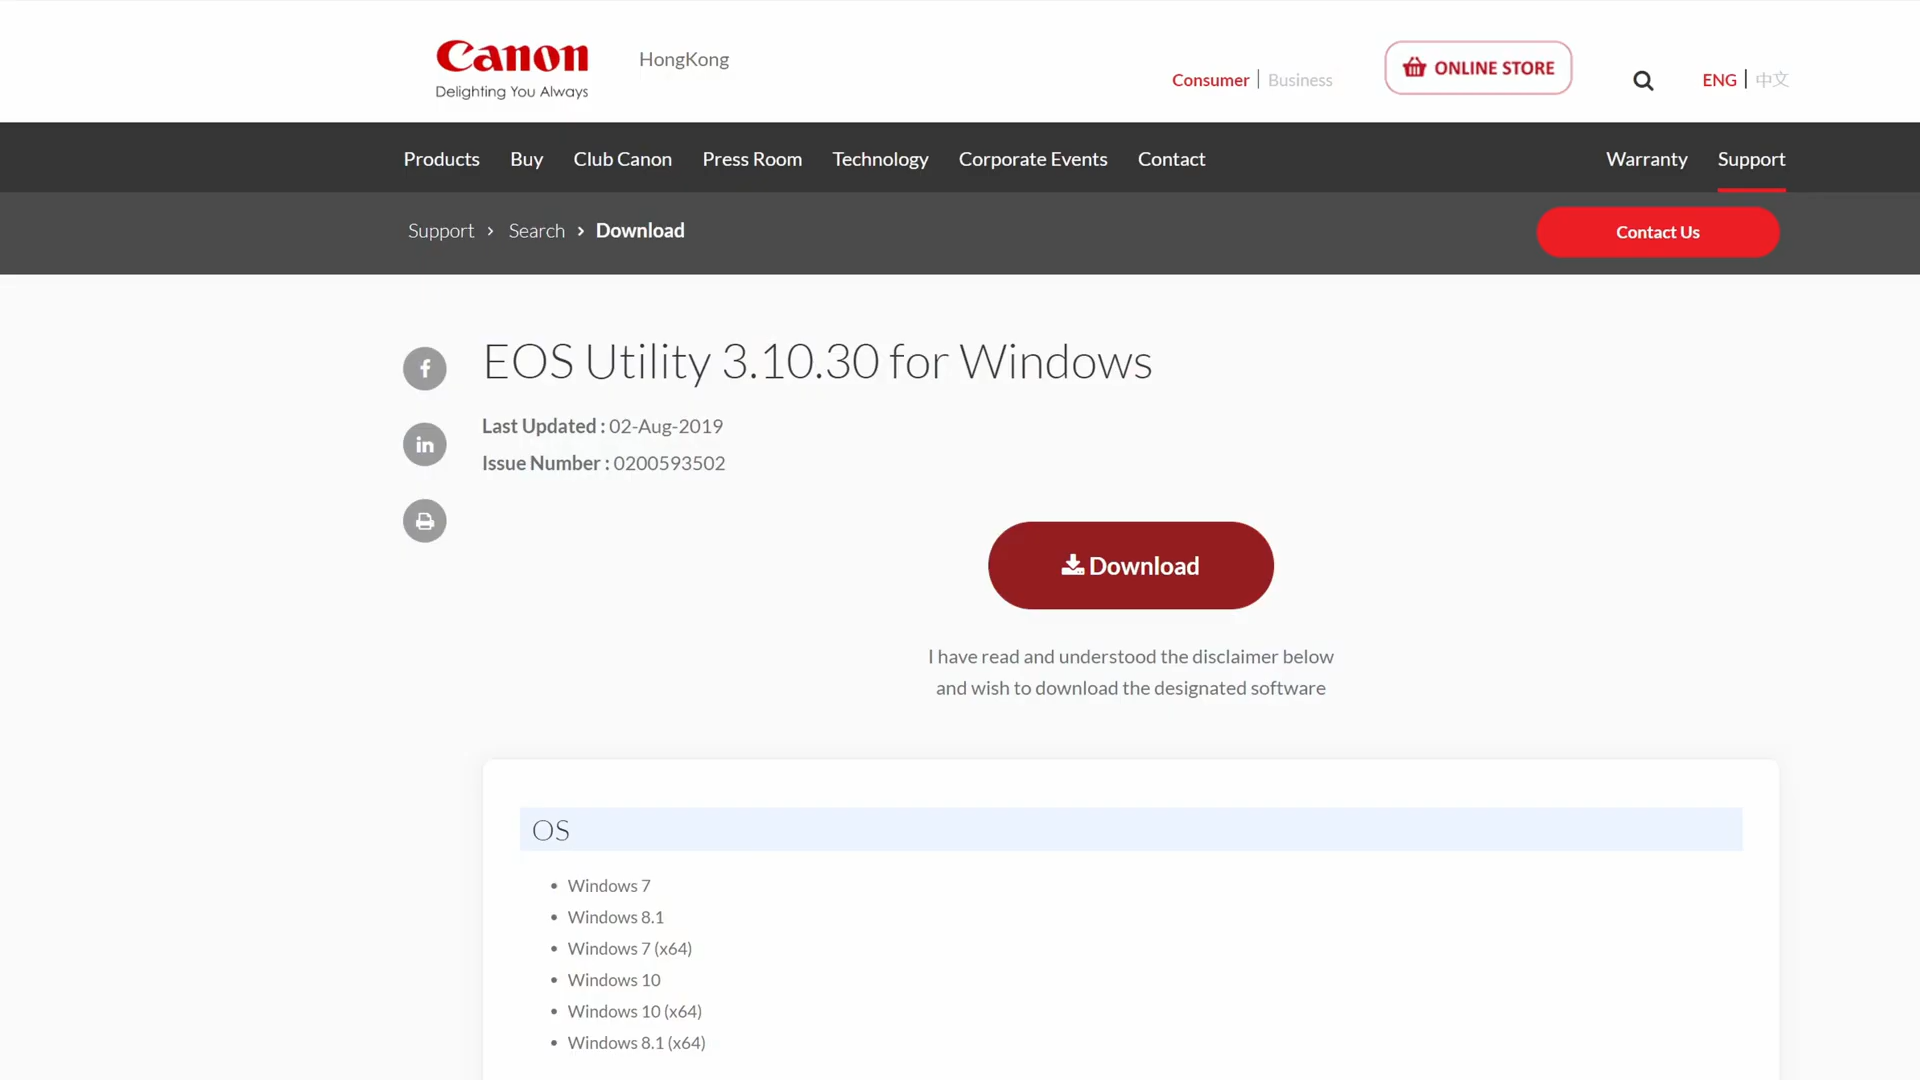 Canon
Delighting You Always
HongKong
Consumer | Business
ONLINE STORE
ENG | 中文
Products Buy Club Canon Press Room Technology Corporate Events Contact Warranty Support
Support › Search › Download
Contact Us
EOS Utility 3.10.30 for Windows
Last Updated : 02-Aug-2019
Issue Number : 0200593502
Download
I have read and understood the disclaimer below
and wish to download the designated software
OS
• Windows 7
• Windows 8.1
• Windows 7 (x64)
• Windows 10
• Windows 10 (x64)
• Windows 8.1 (x64)